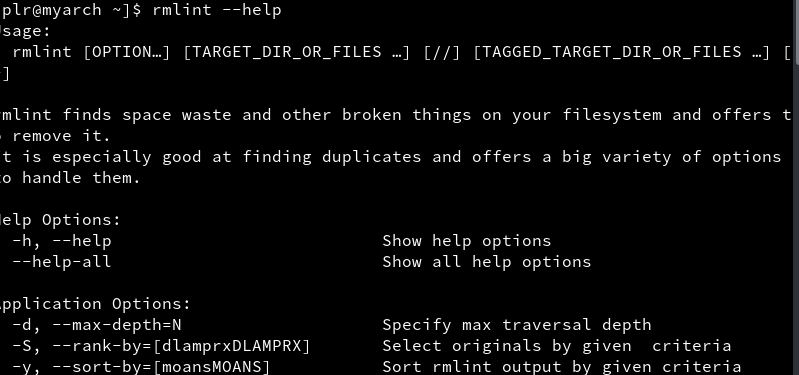 plr@myarch ~]$ rmlint --help
sage:
rmlint [OPTION…] [TARGET_DIR_OR_FILES …] [//] [TAGGED_TARGET_DIR_OR_FILES …] [
]
rmlint finds space waste and other broken things on your filesystem and offers t
o remove it.
t is especially good at finding duplicates and offers a big variety of options
to handle them.
elp Options:
-h, --help Show help options
--help-all Show all help options
pplication Options:
-d, --max-depth=N Specify max traversal depth
-S, --rank-by=[dlamprxDLAMPRX] Select originals by given  criteria
-y, --sort-by=[moansMOANS] Sort rmlint output by given criteria